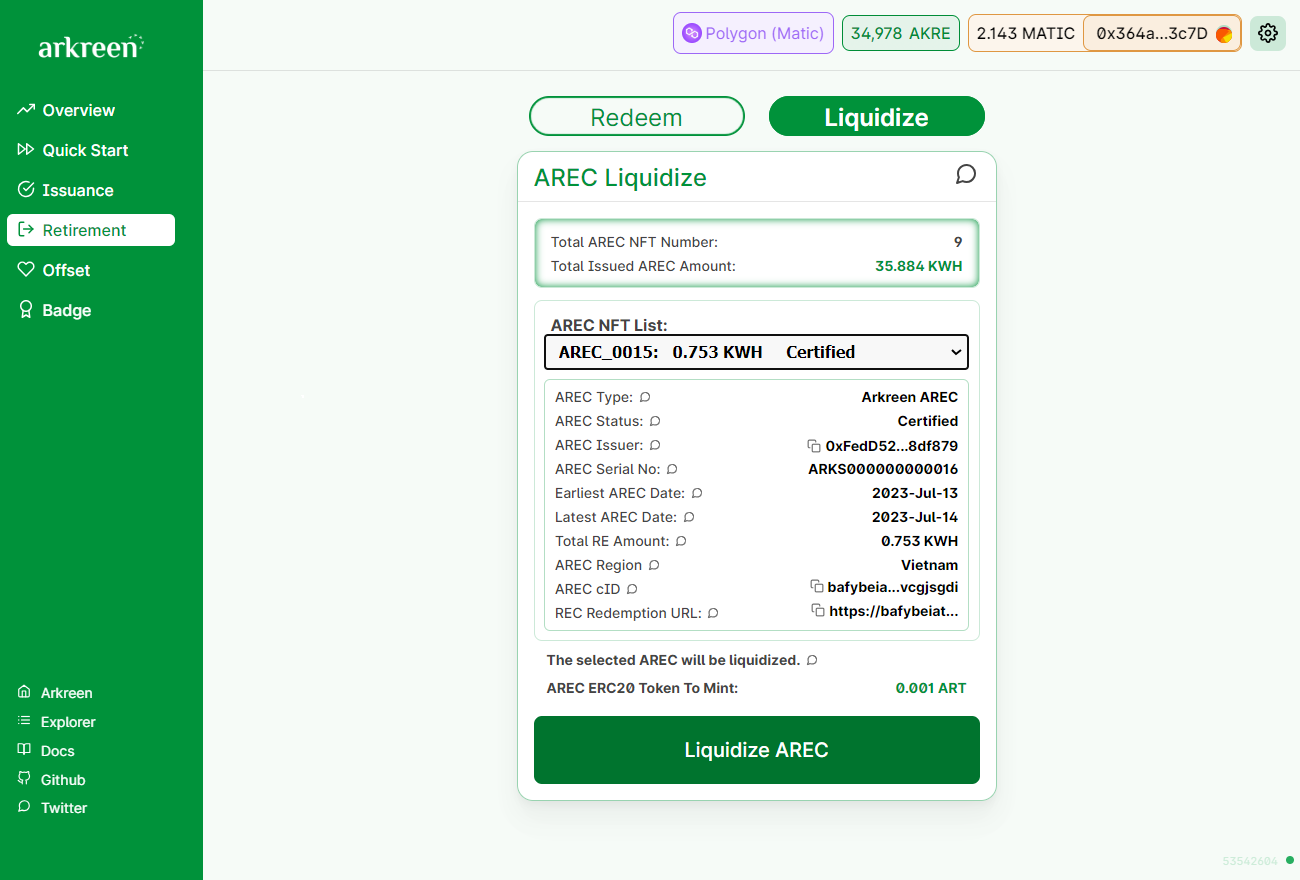 arkreen
Polygon (Matic)
34,978 AKRE
2.143 MATIC
0x364a...3c7D
Overview
Quick Start
Issuance
Retirement
Offset
Badge
Arkreen
Explorer
Docs
Github
Twitter
Redeem
Liquidize
AREC Liquidize
Total AREC NFT Number: 9
Total Issued AREC Amount: 35.884 KWH
AREC NFT List:
AREC_0015: 0.753 KWH Certified
AREC Type: Arkreen AREC
AREC Status: Certified
AREC Issuer: 0xFedD52...8df879
AREC Serial No: ARKS000000000016
Earliest AREC Date: 2023-Jul-13
Latest AREC Date: 2023-Jul-14
Total RE Amount: 0.753 KWH
AREC Region Vietnam
AREC cID bafybeia...vcgjsgdi
REC Redemption URL: https://bafybeiat...
The selected AREC will be liquidized.
AREC ERC20 Token To Mint: 0.001 ART
Liquidize AREC
53542604